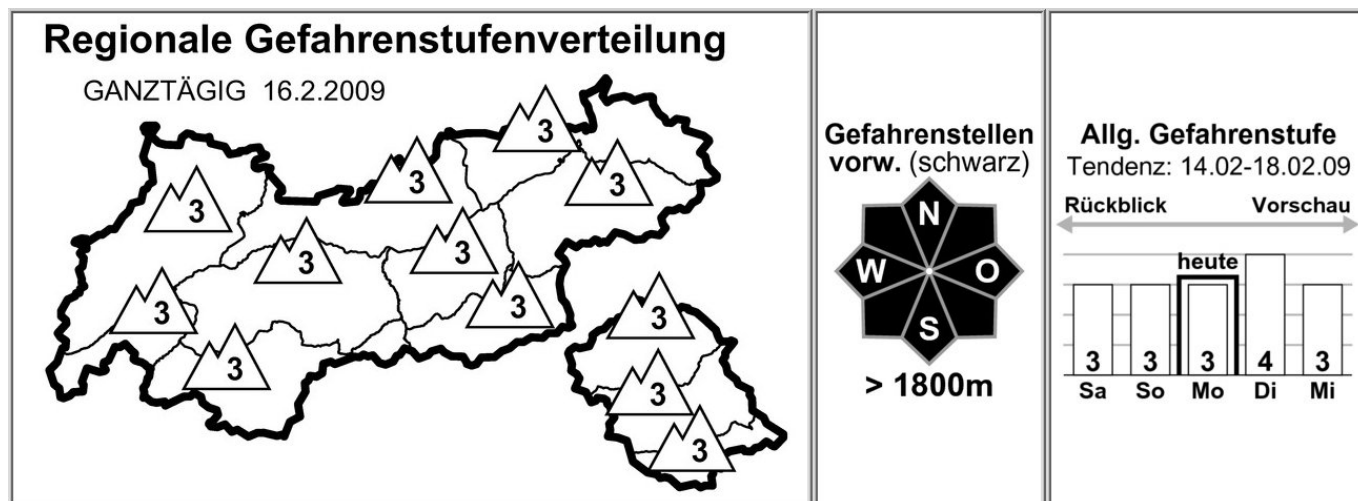 Regionale Gefahrenstufenverteilung
GANZTÄGIG 16.2.2009
3
3
3
3
3
3
3
3
3
3
3
3
Gefahrenstellen
vorw. (schwarz)
N
W O
S
> 1800m
Allg. Gefahrenstufe
Tendenz: 14.02-18.02.09
Rückblick Vorschau
heute
3 3 3 4 3
Sa So Mo Di Mi